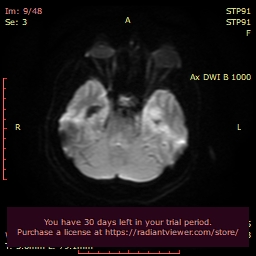 Im: 9/48
Se: 3
A
STP91
STP91
F
Ax DWI B 1000
R
L
You have 30 days left in your trial period.
Purchase a license at https://radiantviewer.com/store/